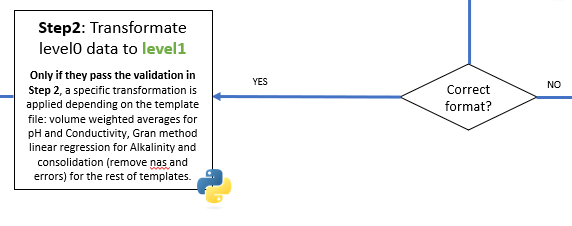 Step2: Transformate
level0 data to level1
Only if they pass the validation in
Step 2, a specific transformation is
applied depending on the template
file: volume weighted averages for
pH and Conductivity, Gran method
linear regression for Alkalinity and
consolidation (remove nas and
errors) for the rest of templates.
YES
Correct
format?
NO